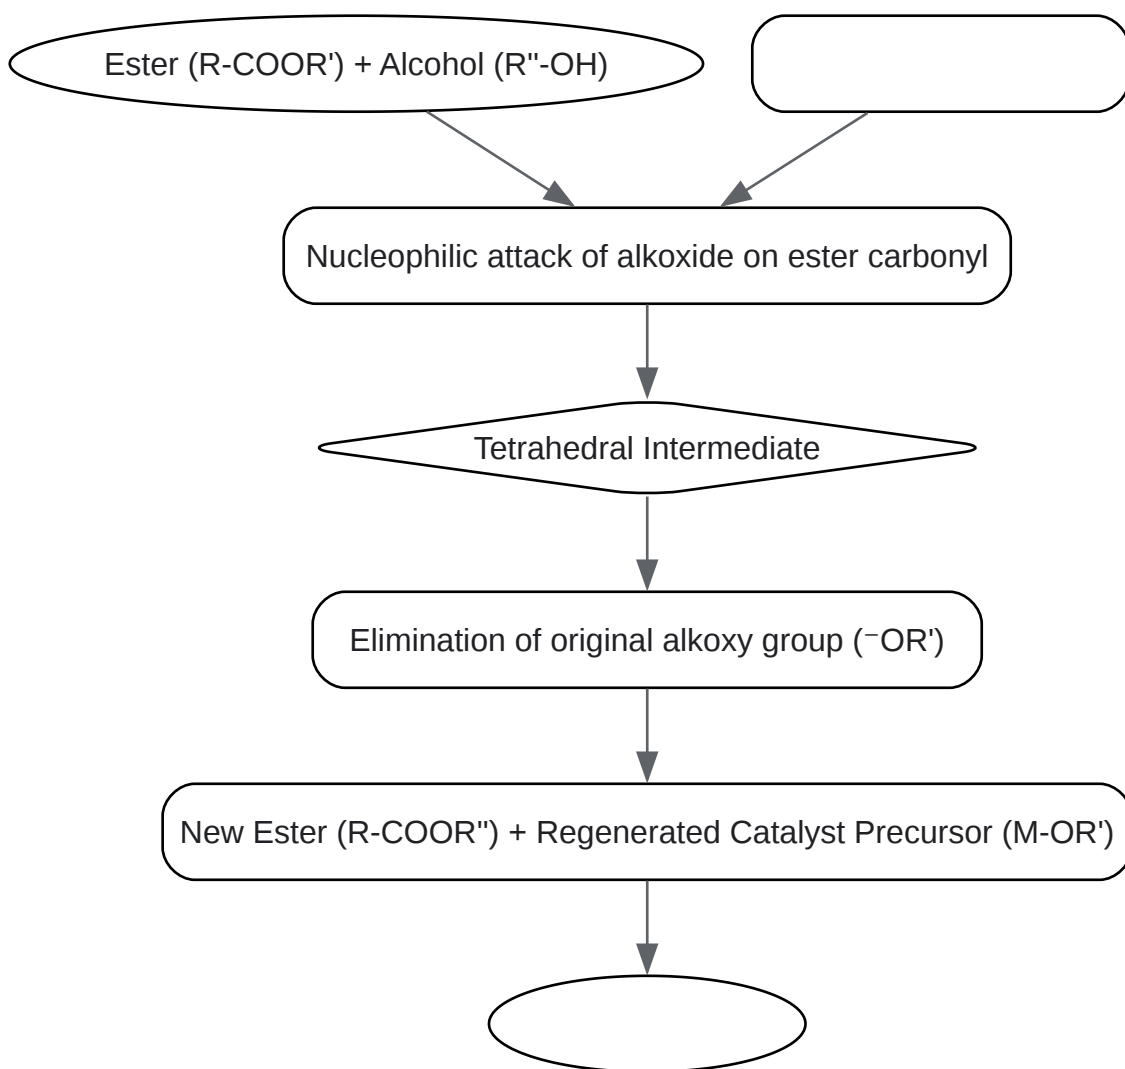 Ester (R-COOR') + Alcohol (R''-OH)
Nucleophilic attack of alkoxide on ester carbonyl
Tetrahedral Intermediate
Elimination of original alkoxy group (⁻OR')
New Ester (R-COOR'') + Regenerated Catalyst Precursor (M-OR')